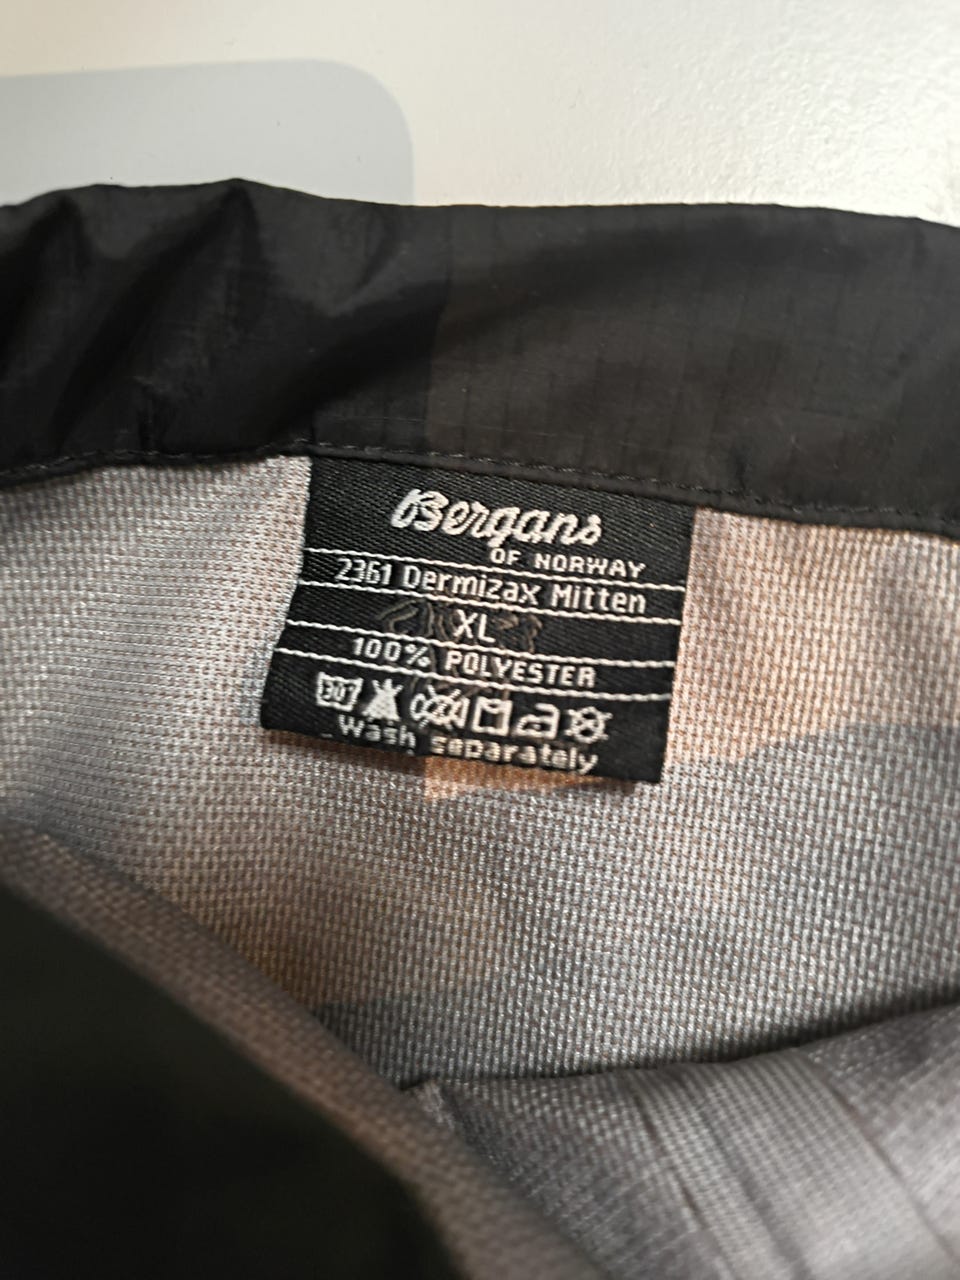 Bergans
OF NORWAY
2361 Dermizax Mitten
XL
100% POLYESTER
30
Wash separately